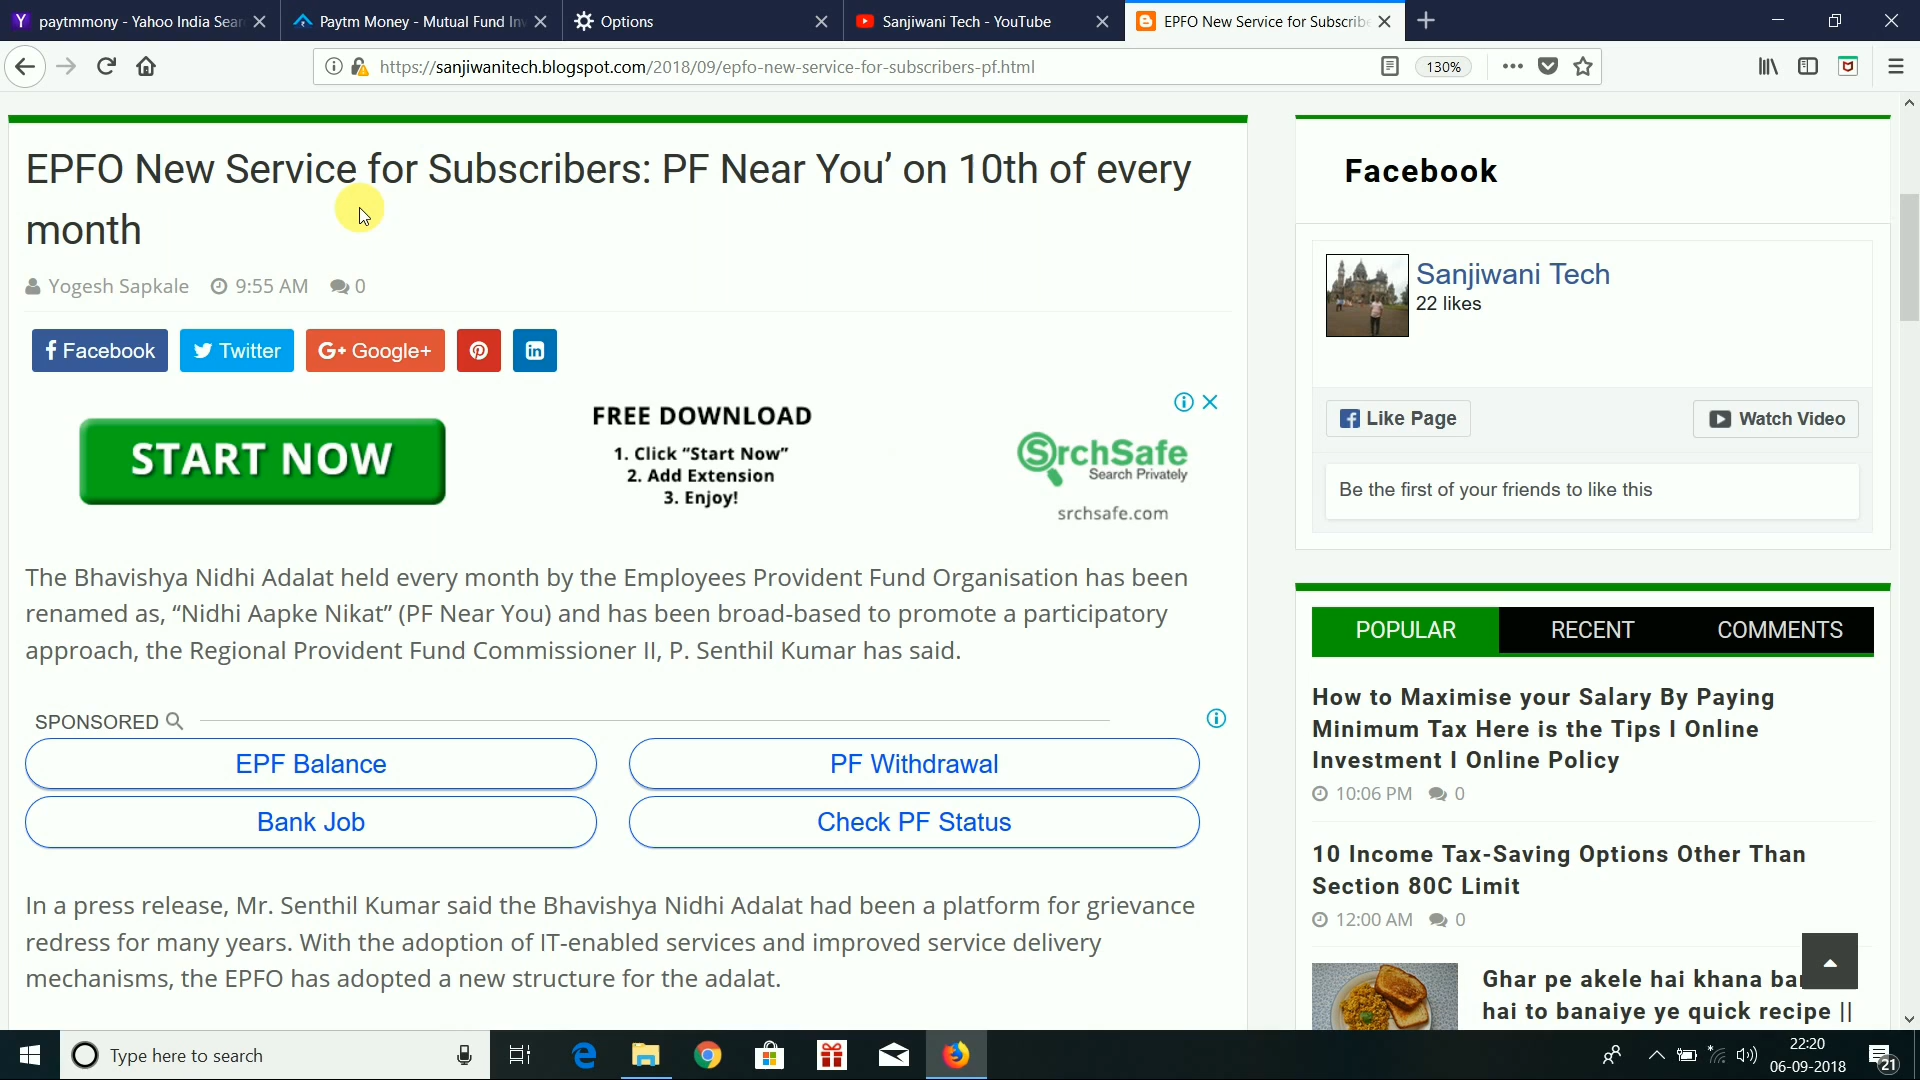 paytmmony - Yahoo India Sear
Paytm Money - Mutual Fund In
Options
Sanjiwani Tech - YouTube
EPFO New Service for Subscribe
https://sanjiwanitech.blogspot.com/2018/09/epfo-new-service-for-subscribers-pf.html
130%
EPFO New Service for Subscribers: PF Near You’ on 10th of every
month
Yogesh Sapkale 9:55 AM 0
Facebook Twitter G+ Google+
START NOW
FREE DOWNLOAD
1. Click “Start Now”
2. Add Extension
3. Enjoy!
SrchSafe
Search Privately
srchsafe.com
The Bhavishya Nidhi Adalat held every month by the Employees Provident Fund Organisation has been
renamed as, “Nidhi Aapke Nikat” (PF Near You) and has been broad-based to promote a participatory
approach, the Regional Provident Fund Commissioner II, P. Senthil Kumar has said.
SPONSORED
EPF Balance
PF Withdrawal
Bank Job
Check PF Status
In a press release, Mr. Senthil Kumar said the Bhavishya Nidhi Adalat had been a platform for grievance
redress for many years. With the adoption of IT-enabled services and improved service delivery
mechanisms, the EPFO has adopted a new structure for the adalat.
Facebook
Sanjiwani Tech
22 likes
Like Page
Watch Video
Be the first of your friends to like this
POPULAR RECENT COMMENTS
How to Maximise your Salary By Paying
Minimum Tax Here is the Tips I Online
Investment I Online Policy
10:06 PM 0
10 Income Tax-Saving Options Other Than
Section 80C Limit
12:00 AM 0
Ghar pe akele hai khana ba
hai to banaiye ye quick recipe ||
Type here to search
22:20
06-09-2018
21